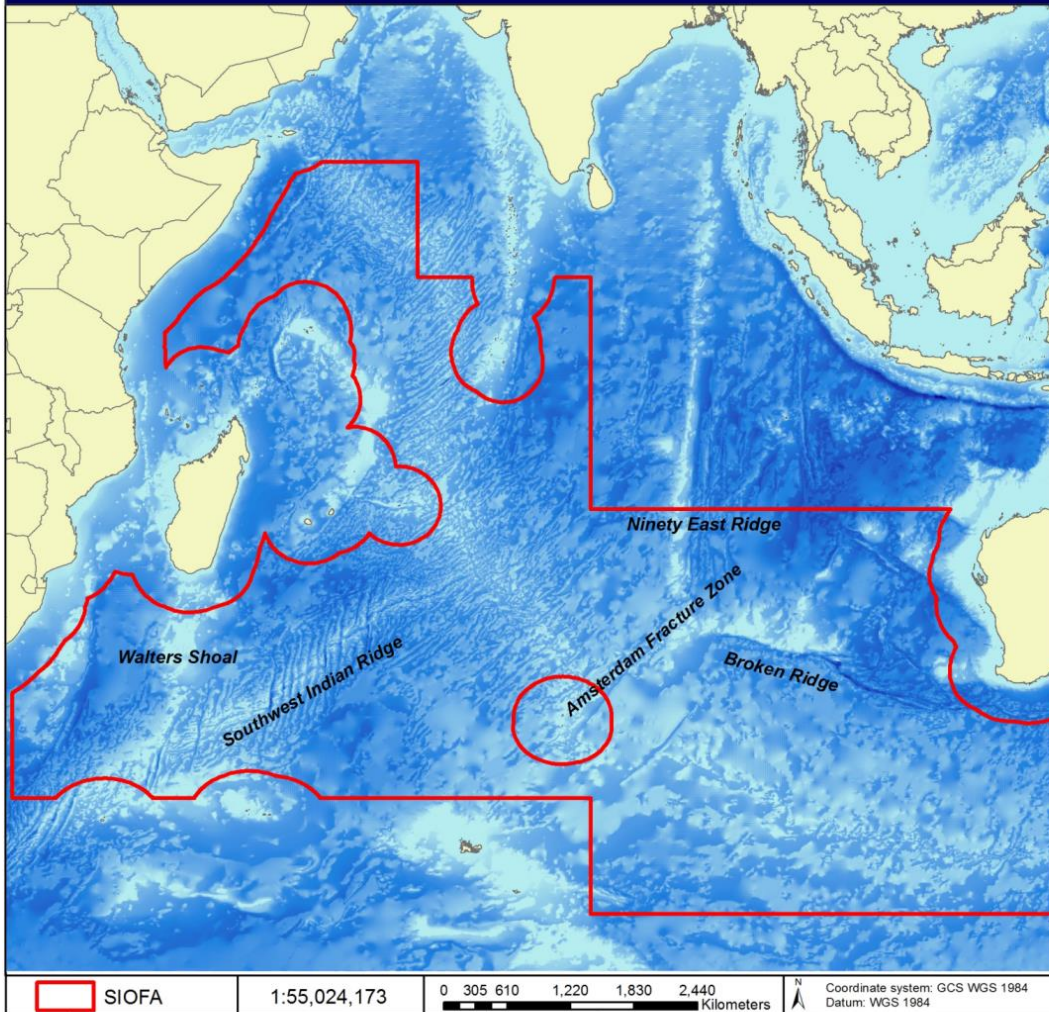 Ninety East Ridge
Amsterdam Fracture Zone
Walters Shoal
Southwest Indian Ridge
Broken Ridge
SIOFA
1:55,024,173
0 305 610 1,220 1,830 2,440
Kilometers
N
Coordinate system: GCS WGS 1984
Datum: WGS 1984